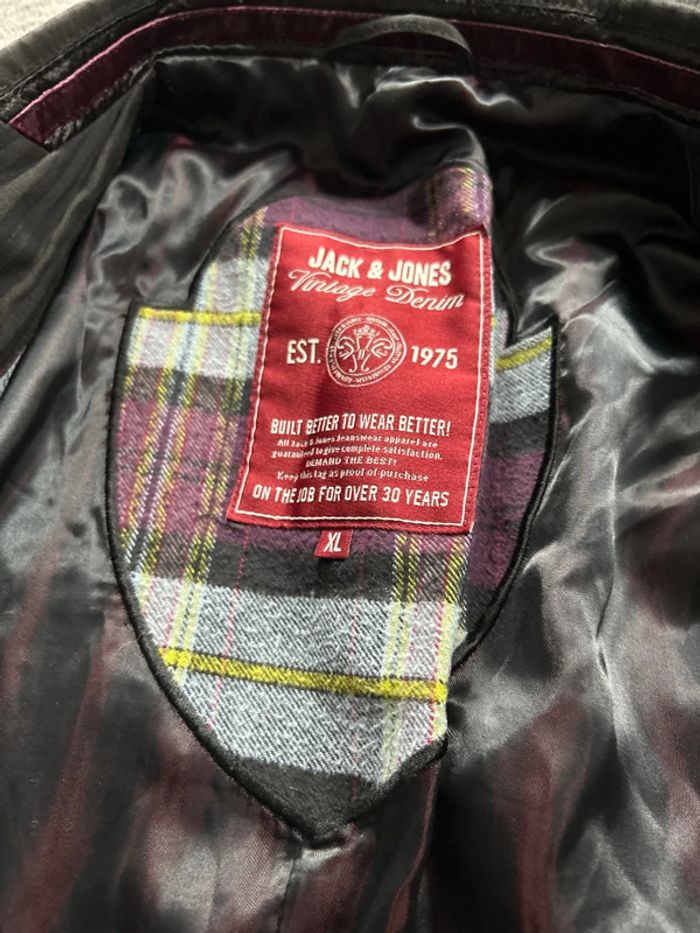 JACK & JONES
Vintage Denim
EST. 1975
BUILT BETTER TO WEAR BETTER!
All Jack & Jones Jeanswear apparel are
guaranteed to give complete satisfaction.
DEMAND THE BEST!
Keep this tag as proof of purchase
ON THE JOB FOR OVER 30 YEARS
XL